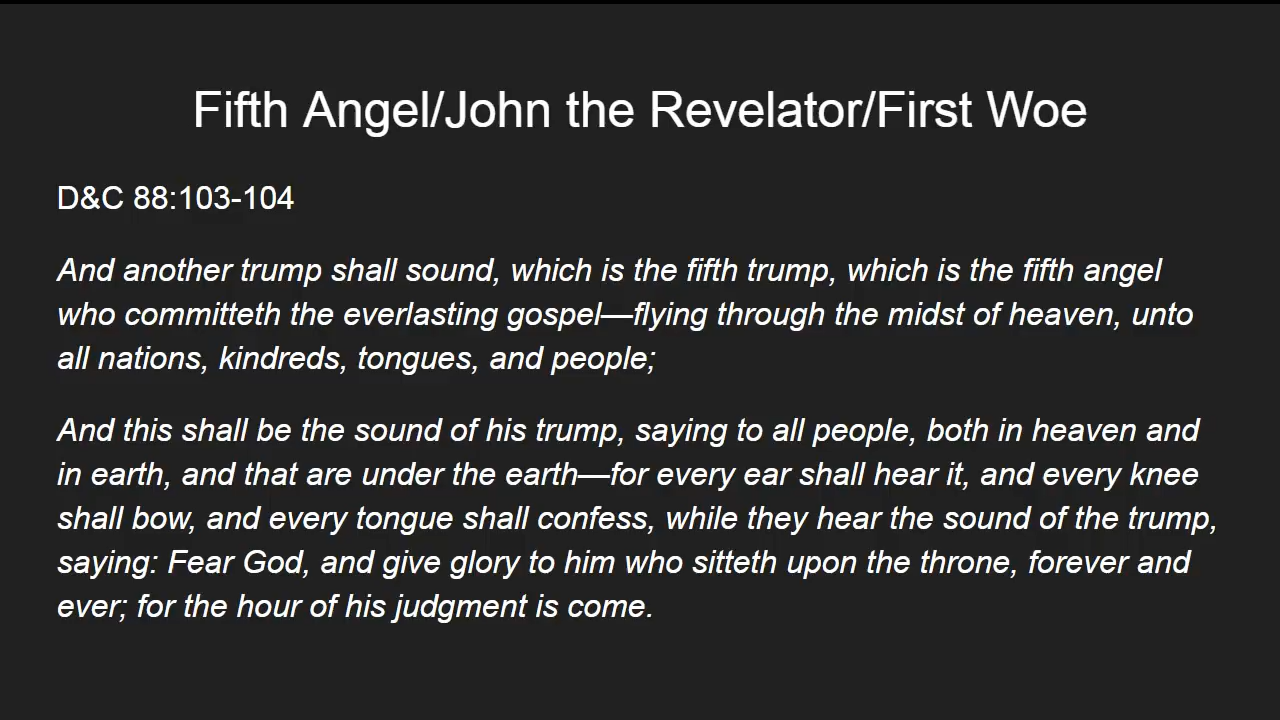 Fifth Angel/John the Revelator/First Woe
D&C 88:103-104
And another trump shall sound, which is the fifth trump, which is the fifth angel
who committeth the everlasting gospel—flying through the midst of heaven, unto
all nations, kindreds, tongues, and people;
And this shall be the sound of his trump, saying to all people, both in heaven and
in earth, and that are under the earth—for every ear shall hear it, and every knee
shall bow, and every tongue shall confess, while they hear the sound of the trump,
saying: Fear God, and give glory to him who sitteth upon the throne, forever and
ever; for the hour of his judgment is come.